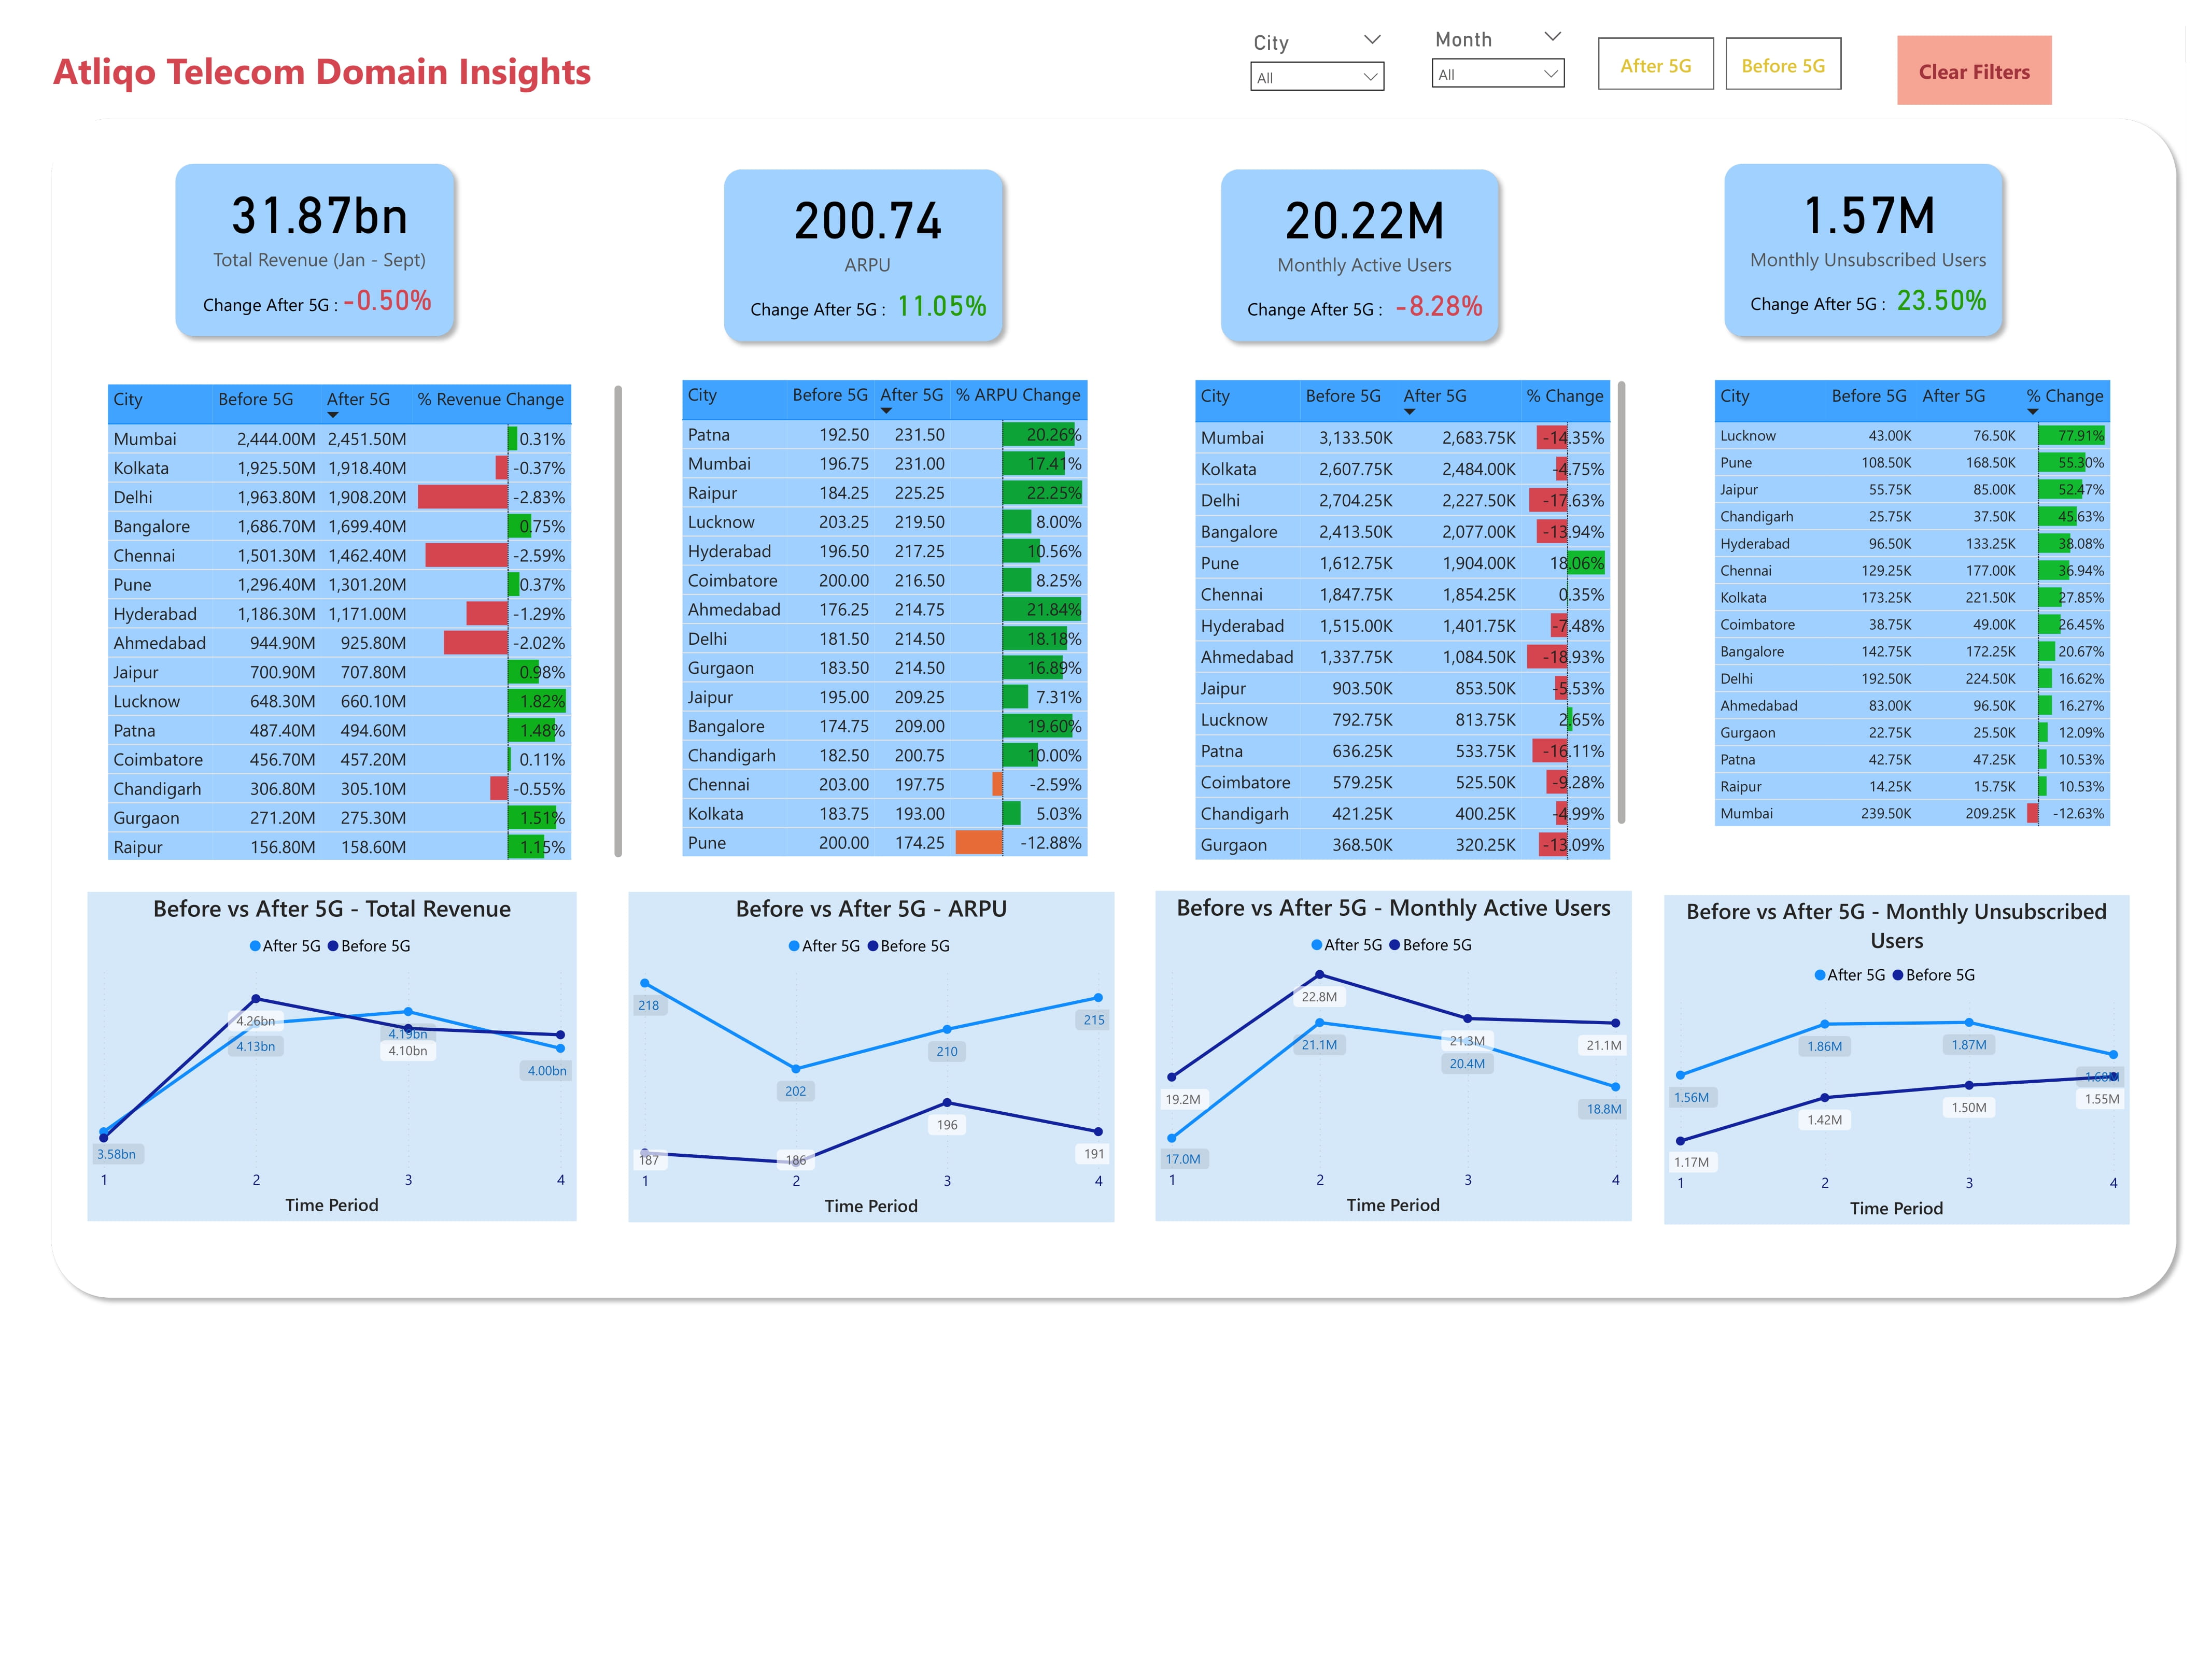 Atliqo Telecom Domain Insights
City
All
Month
All
After 5G
Before 5G
Clear Filters
31.87bn
Total Revenue (Jan - Sept)
Change After 5G : -0.50%
200.74
ARPU
Change After 5G : 11.05%
20.22M
Monthly Active Users
Change After 5G : -8.28%
1.57M
Monthly Unsubscribed Users
Change After 5G : 23.50%
City Before 5G After 5G % Revenue Change
Mumbai 2,444.00M 2,451.50M 0.31%
Kolkata 1,925.50M 1,918.40M -0.37%
Delhi 1,963.80M 1,908.20M -2.83%
Bangalore 1,686.70M 1,699.40M 0.75%
Chennai 1,501.30M 1,462.40M -2.59%
Pune 1,296.40M 1,301.20M 0.37%
Hyderabad 1,186.30M 1,171.00M -1.29%
Ahmedabad 944.90M 925.80M -2.02%
Jaipur 700.90M 707.80M 0.98%
Lucknow 648.30M 660.10M 1.82%
Patna 487.40M 494.60M 1.48%
Coimbatore 456.70M 457.20M 0.11%
Chandigarh 306.80M 305.10M -0.55%
Gurgaon 271.20M 275.30M 1.51%
Raipur 156.80M 158.60M 1.15%
City Before 5G After 5G % ARPU Change
Patna 192.50 231.50 20.26%
Mumbai 196.75 231.00 17.41%
Raipur 184.25 225.25 22.25%
Lucknow 203.25 219.50 8.00%
Hyderabad 196.50 217.25 10.56%
Coimbatore 200.00 216.50 8.25%
Ahmedabad 176.25 214.75 21.84%
Delhi 181.50 214.50 18.18%
Gurgaon 183.50 214.50 16.89%
Jaipur 195.00 209.25 7.31%
Bangalore 174.75 209.00 19.60%
Chandigarh 182.50 200.75 10.00%
Chennai 203.00 197.75 -2.59%
Kolkata 183.75 193.00 5.03%
Pune 200.00 174.25 -12.88%
City Before 5G After 5G % Change
Mumbai 3,133.50K 2,683.75K -14.35%
Kolkata 2,607.75K 2,484.00K -4.75%
Delhi 2,704.25K 2,227.50K -17.63%
Bangalore 2,413.50K 2,077.00K -13.94%
Pune 1,612.75K 1,904.00K 18.06%
Chennai 1,847.75K 1,854.25K 0.35%
Hyderabad 1,515.00K 1,401.75K -7.48%
Ahmedabad 1,337.75K 1,084.50K -18.93%
Jaipur 903.50K 853.50K -5.53%
Lucknow 792.75K 813.75K 2.65%
Patna 636.25K 533.75K -16.11%
Coimbatore 579.25K 525.50K -9.28%
Chandigarh 421.25K 400.25K -4.99%
Gurgaon 368.50K 320.25K -13.09%
City Before 5G After 5G % Change
Lucknow 43.00K 76.50K 77.91%
Pune 108.50K 168.50K 55.30%
Jaipur 55.75K 85.00K 52.47%
Chandigarh 25.75K 37.50K 45.63%
Hyderabad 96.50K 133.25K 38.08%
Chennai 129.25K 177.00K 36.94%
Kolkata 173.25K 221.50K 27.85%
Coimbatore 38.75K 49.00K 26.45%
Bangalore 142.75K 172.25K 20.67%
Delhi 192.50K 224.50K 16.62%
Ahmedabad 83.00K 96.50K 16.27%
Gurgaon 22.75K 25.50K 12.09%
Patna 42.75K 47.25K 10.53%
Raipur 14.25K 15.75K 10.53%
Mumbai 239.50K 209.25K -12.63%
Before vs After 5G - Total Revenue
After 5G Before 5G
4.26bn
4.13bn
4.19bn
4.10bn
4.00bn
3.58bn
1 2 3 4
Time Period
Before vs After 5G - ARPU
After 5G Before 5G
218
215
210
202
196
191
187
186
1 2 3 4
Time Period
Before vs After 5G - Monthly Active Users
After 5G Before 5G
22.8M
21.3M
21.1M
21.1M
20.4M
19.2M
18.8M
17.0M
1 2 3 4
Time Period
Before vs After 5G - Monthly Unsubscribed
Users
After 5G Before 5G
1.86M
1.87M
1.68M
1.56M
1.55M
1.50M
1.42M
1.17M
1 2 3 4
Time Period